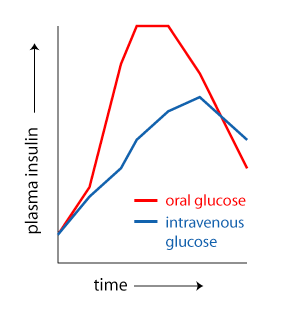 plasma insulin
oral glucose
intravenous
glucose
time